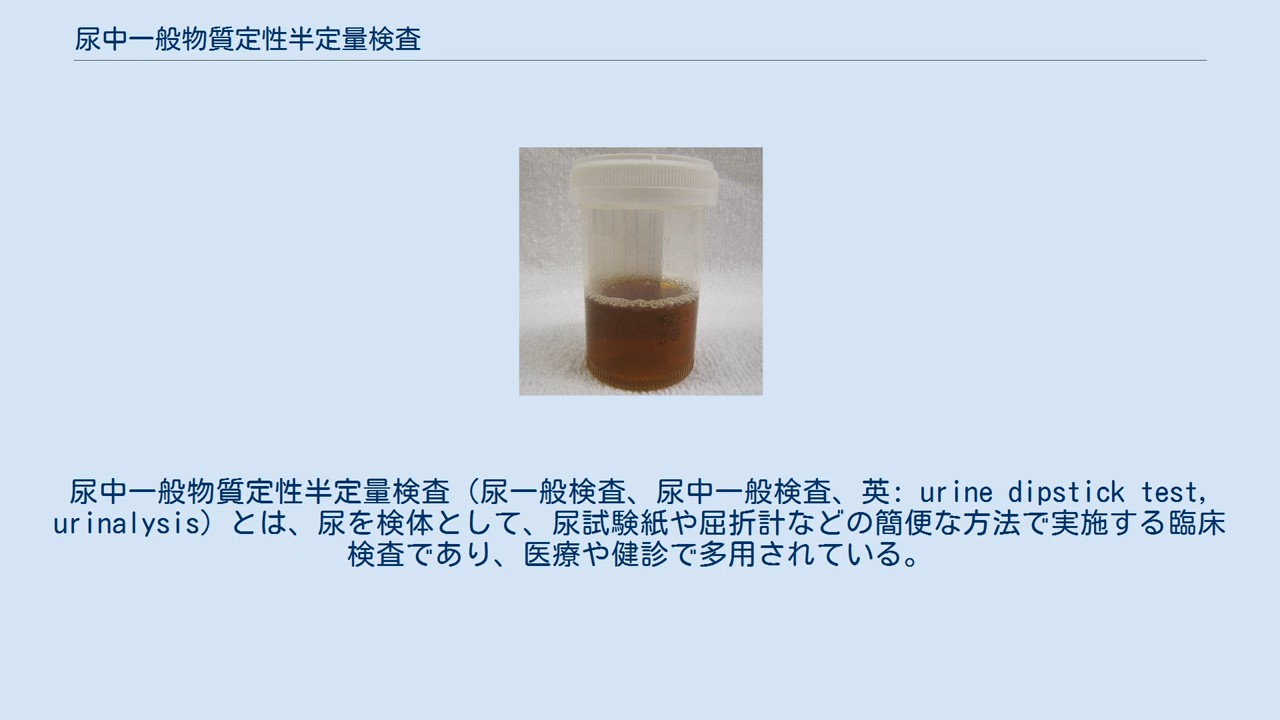 尿中一般物質定性半定量検査
尿中一般物質定性半定量検査（尿一般検査、尿中一般検査、英: urine dipstick test,
urinalysis）とは、尿を検体として、尿試験紙や屈折計などの簡便な方法で実施する臨床
検査であり、医療や健診で多用されている。